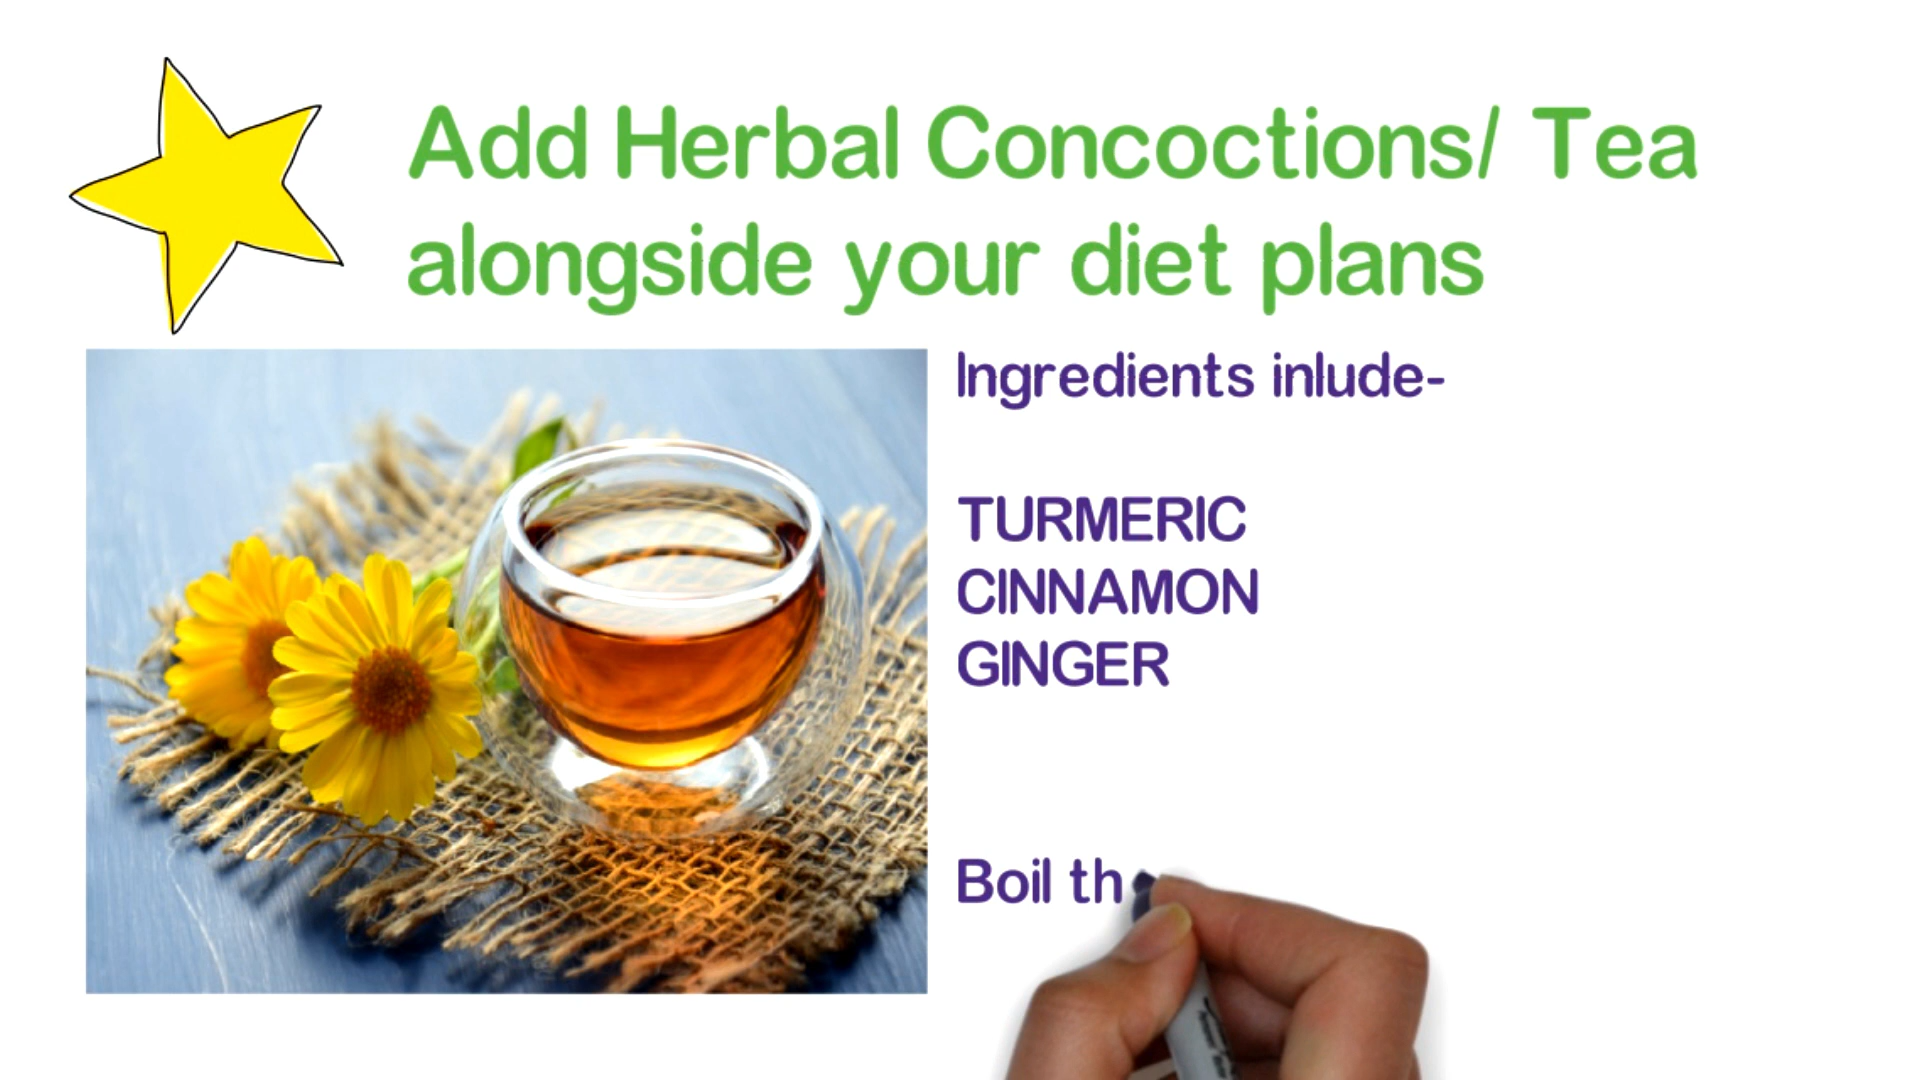 Add Herbal Concoctions/ Tea
alongside your diet plans
Ingredients inlude-
TURMERIC
CINNAMON
GINGER
Boil th